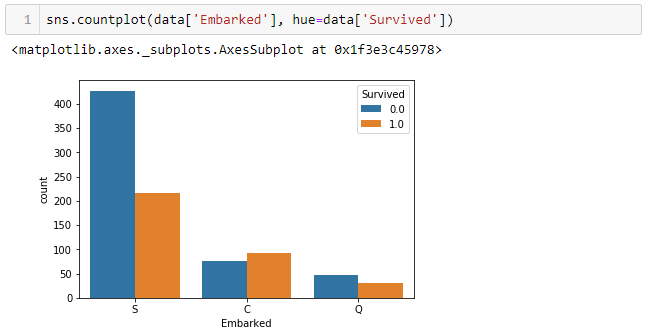 1 sns.countplot(data['Embarked'], hue=data['Survived'])
<matplotlib.axes._subplots.AxesSubplot at 0x1f3e3c45978>
Survived
0.0
1.0
400
350
300
250
200
150
100
50
0
count
S C Q
Embarked